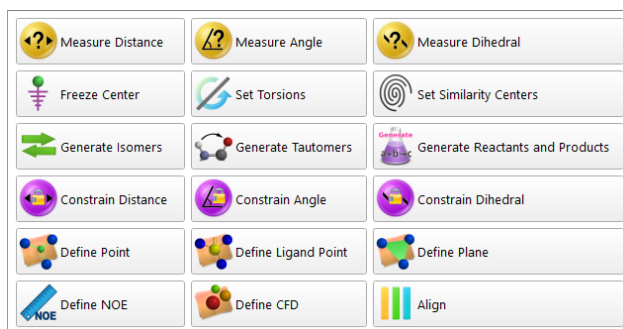 Measure Distance
Measure Angle
Measure Dihedral
Freeze Center
Set Torsions
Set Similarity Centers
Generate Isomers
Generate Tautomers
Generate
a+b→c
Generate Reactants and Products
Constrain Distance
Constrain Angle
Constrain Dihedral
Define Point
Define Ligand Point
Define Plane
NOE
Define NOE
Define CFD
Align